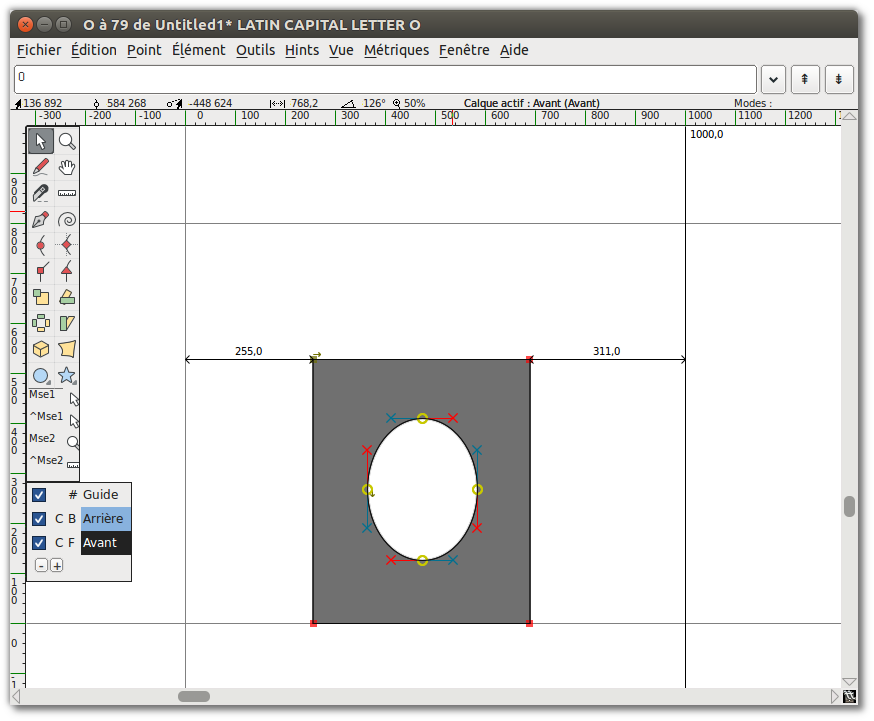 O à 79 de Untitled1* LATIN CAPITAL LETTER O
Fichier Édition Point Élément Outils Hints Vue Métriques Fenêtre Aide
O
136 892 584 268 -448 624 768,2 126° 50% Calque actif : Avant (Avant) Modes :
-300 -200 -100 0 100 200 300 400 500 600 700 800 900 1000 1100 1200
1000,0
900
800
700
600
255,0 311,0
500
Mse1
^Mse1
400
Mse2
^Mse2
300
# Guide
C B Arrière
200
C F Avant
- +
100
0
-1